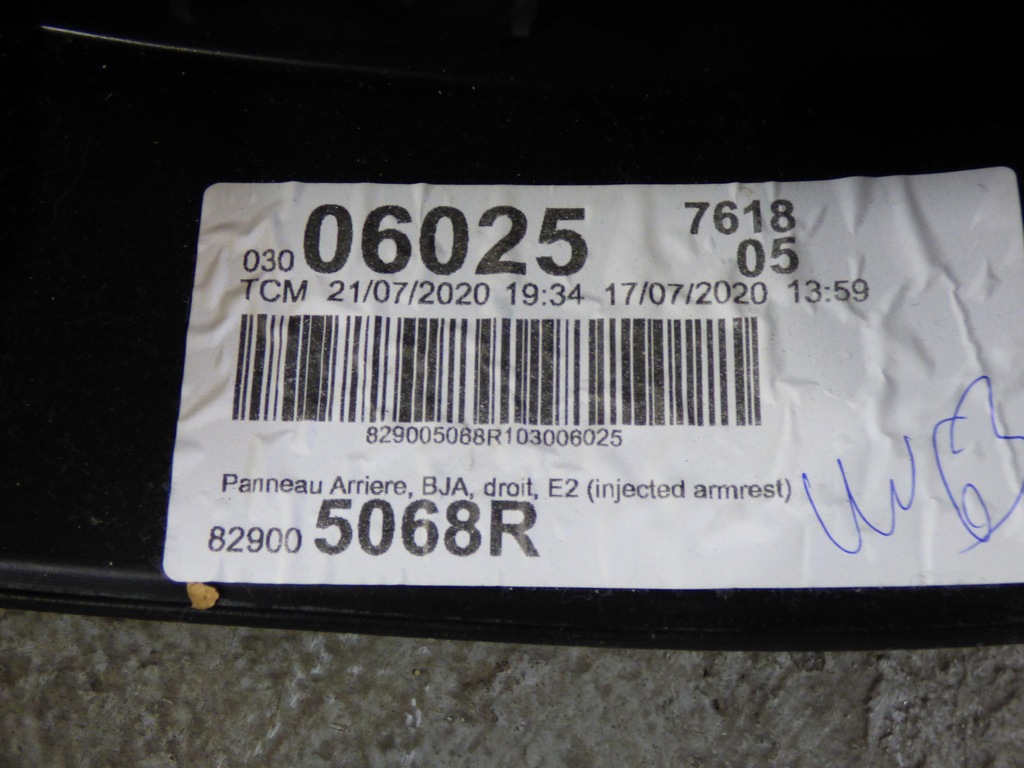 030 06025 7618
05
TCM 21/07/2020 19:34 17/07/2020 13:59
829005068R103006025
Panneau Arriere, BJA, droit, E2 (injected armrest)
82900 5068R